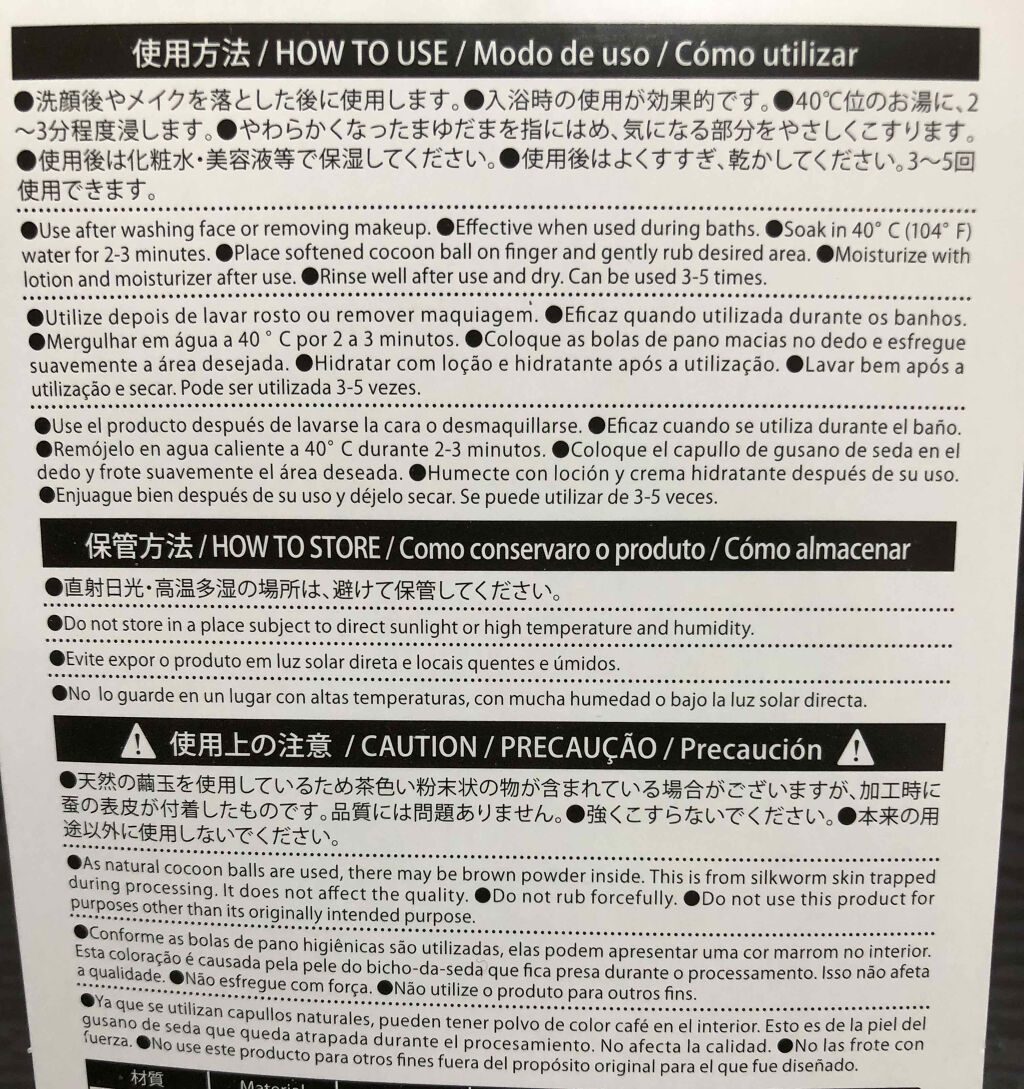 使用方法 / HOW TO USE / Modo de uso / Cómo utilizar
●洗顔後やメイクを落とした後に使用します。●入浴時の使用が効果的です。●40℃位のお湯に、2
～3分程度浸します。●やわらかくなったまゆだまを指にはめ、気になる部分をやさしくこすります。
●使用後は化粧水・美容液等で保湿してください。●使用後はよくすすぎ、乾かしてください。3～5回
使用できます。
●Use after washing face or removing makeup. ●Effective when used during baths. ●Soak in 40° C (104° F)
water for 2-3 minutes. ●Place softened cocoon ball on finger and gently rub desired area. ●Moisturize with
lotion and moisturizer after use. ●Rinse well after use and dry. Can be used 3-5 times.
●Utilize depois de lavar rosto ou remover maquiagem. ●Eficaz quando utilizada durante os banhos.
●Mergulhar em água a 40 ° C por 2 a 3 minutos. ●Coloque as bolas de pano macias no dedo e esfregue
suavemente a área desejada. ●Hidratar com loção e hidratante após a utilização. ●Lavar bem após a
utilização e secar. Pode ser utilizada 3-5 vezes.
●Use el producto después de lavarse la cara o desmaquillarse. ●Eficaz cuando se utiliza durante el baño.
●Remójelo en agua caliente a 40° C durante 2-3 minutos. ●Coloque el capullo de gusano de seda en el
dedo y frote suavemente el área deseada. ●Humecte con loción y crema hidratante después de su uso.
●Enjuague bien después de su uso y déjelo secar. Se puede utilizar de 3-5 veces.
保管方法 / HOW TO STORE / Como conservaro o produto / Cómo almacenar
●直射日光・高温多湿の場所は、避けて保管してください。
●Do not store in a place subject to direct sunlight or high temperature and humidity.
●Evite expor o produto em luz solar direta e locais quentes e úmidos.
●No lo guarde en un lugar con altas temperaturas, con mucha humedad o bajo la luz solar directa.
使用上の注意 / CAUTION / PRECAUÇÃO / Precaución
●天然の繭玉を使用しているため茶色い粉末状の物が含まれている場合がございますが、加工時に
蚕の表皮が付着したものです。品質には問題ありません。●強くこすらないでください。●本来の用
途以外に使用しないでください。
●As natural cocoon balls are used, there may be brown powder inside. This is from silkworm skin trapped
during processing. It does not affect the quality. ●Do not rub forcefully. ●Do not use this product for
purposes other than its originally intended purpose.
●Conforme as bolas de pano higiênicas são utilizadas, elas podem apresentar uma cor marrom no interior.
Esta coloração é causada pela pele do bicho-da-seda que fica presa durante o processamento. Isso não afeta
a qualidade. ●Não esfregue com força. ●Não utilize o produto para outros fins.
●Ya que se utilizan capullos naturales, pueden tener polvo de color café en el interior. Esto es de la piel del
gusano de seda que queda atrapada durante el procesamiento. No afecta la calidad. ●No las frote con
fuerza. ●No use este producto para otros fines fuera del propósito original para el que fue diseñado.
材質 Material